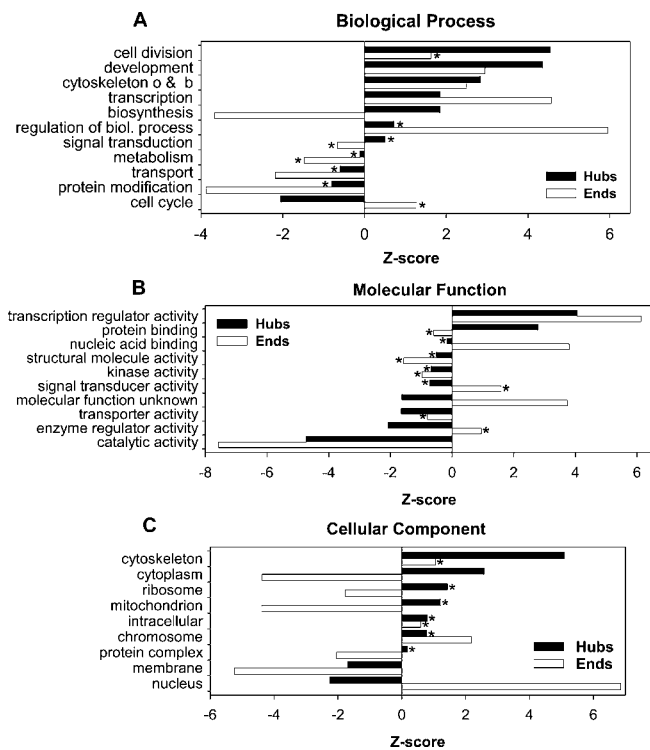 A
Biological Process
cell division
*
development
cytoskeleton o & b
transcription
biosynthesis
regulation of biol. process
*
signal transduction
* *
metabolism
* *
transport
*
protein modification
*
cell cycle
*
Hubs
Ends
-4 -2 0 2 4 6
Z-score
B
Molecular Function
transcription regulator activity
protein binding
*
nucleic acid binding
*
structural molecule activity
* *
kinase activity
* *
signal transducer activity
* *
molecular function unknown
transporter activity
*
enzyme regulator activity
*
catalytic activity
Hubs
Ends
-8 -6 -4 -2 0 2 4 6
Z-score
C
Cellular Component
cytoskeleton
*
cytoplasm
ribosome
*
mitochondrion
*
intracellular
* *
chromosome
*
protein complex
*
membrane
nucleus
Hubs
Ends
-6 -4 -2 0 2 4 6
Z-score